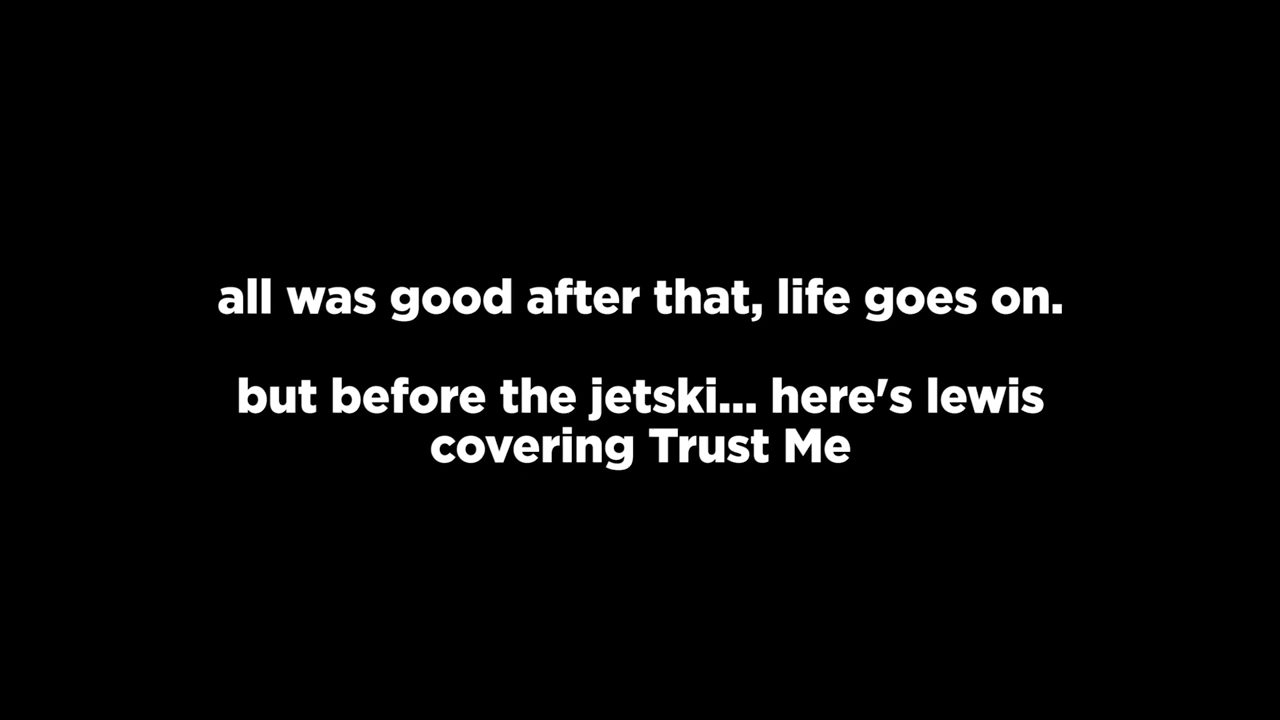 all was good after that, life goes on.
but before the jetski... here's lewis
covering Trust Me